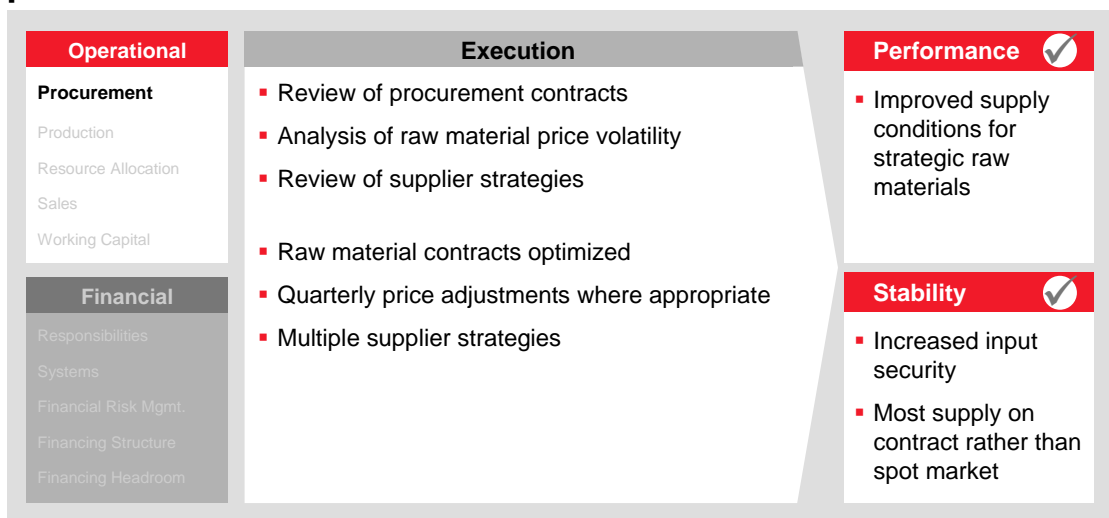 Operational
Procurement
Production
Resource Allocation
Sales
Working Capital
Financial
Responsibilities
Systems
Financial Risk Mgmt.
Financing Structure
Financing Headroom
Execution
▪ Review of procurement contracts
▪ Analysis of raw material price volatility
▪ Review of supplier strategies
▪ Raw material contracts optimized
▪ Quarterly price adjustments where appropriate
▪ Multiple supplier strategies
Performance
▪ Improved supply
conditions for
strategic raw
materials
Stability
▪ Increased input
security
▪ Most supply on
contract rather than
spot market